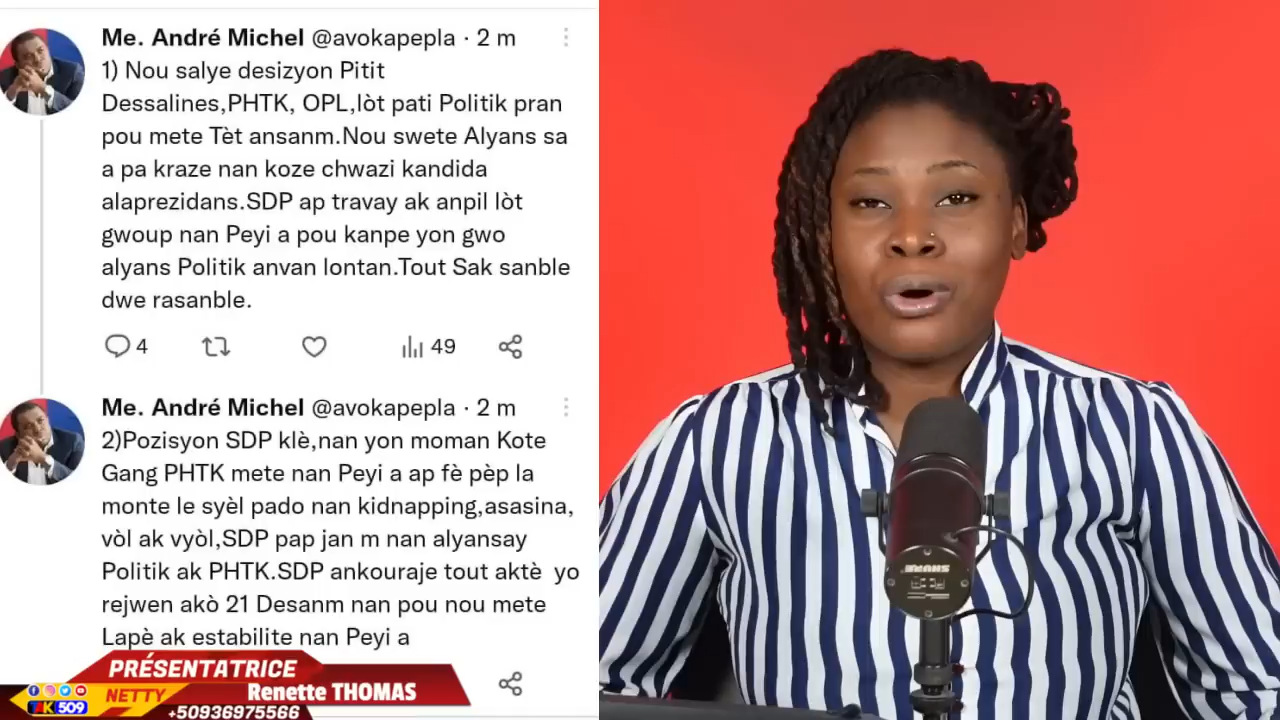 Me. André Michel @avokapepla · 2 m
1) Nou salye desizyon Pitit
Dessalines,PHTK, OPL,lòt pati Politik pran
pou mete Tèt ansanm.Nou swete Alyans sa
a pa kraze nan koze chwazi kandida
alaprezidans.SDP ap travay ak anpil lòt
gwoup nan Peyi a pou kanpe yon gwo
alyans Politik anvan lontan.Tout Sak sanble
dwe rasanble.
4
49
Me. André Michel @avokapepla · 2 m
2)Pozisyon SDP klè,nan yon moman Kote
Gang PHTK mete nan Peyi a ap fè pèp la
monte le syèl pado nan kidnapping,asasina,
vòl ak vyòl,SDP pap jan m nan alyansay
Politik ak PHTK.SDP ankouraje tout aktè yo
rejwen akò 21 Desanm nan pou nou mete
Lapè ak estabilite nan Peyi a
PRÉSENTATRICE
NETTY
Renette THOMAS
509
+50936975566
SHURE